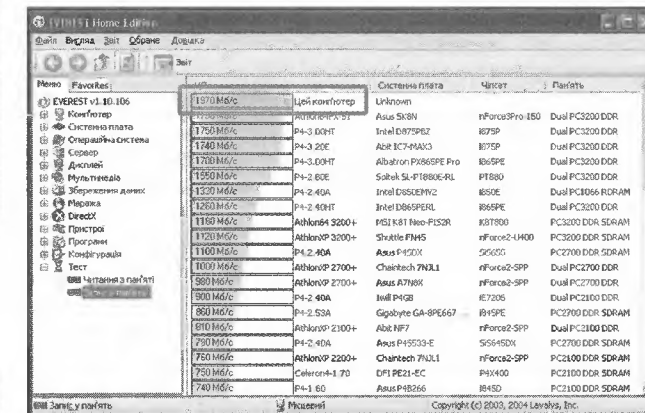 EVEREST Home Edition
Файл Вигляд Звіт Обране Довідка
Звіт
Меню Favorites
Системна плата Чіпсет Пам'ять
EVEREST v1.10.106
Комп'ютер
Системна плата
Операційна система
Сервер
Дисплей
Мультимедіа
Збереження даних
Мережа
DirectX
Пристрої
Програми
Конфігурація
Тест
Читання з пам'яті
1970 Мб/с Цей комп'ютер Unknown
AthlonFX-51 Asus SK8N nForce3Pro-150 Dual PC3200 DDR
1750 Мб/с P4-3.00HT Intel D875PBZ i875P Dual PC3200 DDR
1740 Мб/с P4-3.20E Abit IC7-MAX3 i875P Dual PC3200 DDR
1700 Мб/с P4-3.00HT Albatron PX865PE Pro i865PE Dual PC3200 DDR
1550 Мб/с P4-2.80E Soltek SL-PT880E-RL PT880 Dual PC3200 DDR
1320 Мб/с P4-2.40A Intel D850EMV2 i850E Dual PC1066 RDRAM
1260 Мб/с P4-2.40HT Intel D865PERL i865PE Dual PC3200 DDR
1180 Мб/с Athlon64 3200+ MSI K8T Neo-FIS2R K8T800 PC3200 DDR SDRAM
1120 Мб/с AthlonXP 3200+ Shuttle FN45 nForce2-U400 PC3200 DDR SDRAM
1100 Мб/с P4-2.40A Asus P4SDX SiS655 Dual PC2700 DDR
1000 Мб/с AthlonXP 2700+ Chaintech 7NJL1 nForce2-SPP Dual PC2700 DDR
980 Мб/с AthlonXP 2700+ Asus A7N8X nForce2-SPP Dual PC2700 DDR
900 Мб/с P4-2.40A Iwill P4GB iE7205 Dual PC2100 DDR
860 Мб/с P4-2.53A Gigabyte GA-8PE667 i845PE PC2700 DDR SDRAM
810 Мб/с AthlonXP 2100+ Abit NF7 nForce2-SPP Dual PC2100 DDR
790 Мб/с P4-2.40A Asus P4S533-E SiS645DX PC2700 DDR SDRAM
760 Мб/с AthlonXP 2200+ Chaintech 7NJL1 nForce2-SPP PC2100 DDR SDRAM
750 Мб/с Celeron4-1.70 DFI PE21-EC P4X400 PC2100 DDR SDRAM
740 Мб/с P4-1.60 Asus P4B266 i845D PC2100 DDR SDRAM
Запис у пам'ять Місцевий Copyright (c) 2003, 2004 Lavalys, Inc.